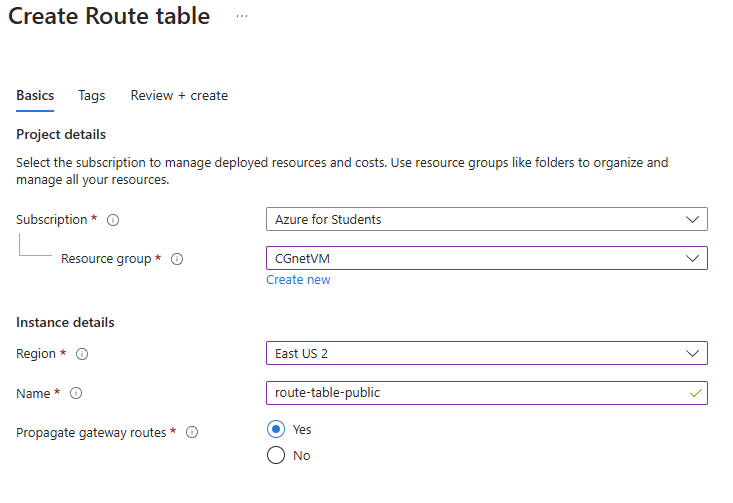 Create Route table ...
Basics Tags Review + create
Project details
Select the subscription to manage deployed resources and costs. Use resource groups like folders to organize and
manage all your resources.
Subscription * Azure for Students
Resource group * CGnetVM
Create new
Instance details
Region * East US 2
Name * route-table-public
Propagate gateway routes * Yes
No